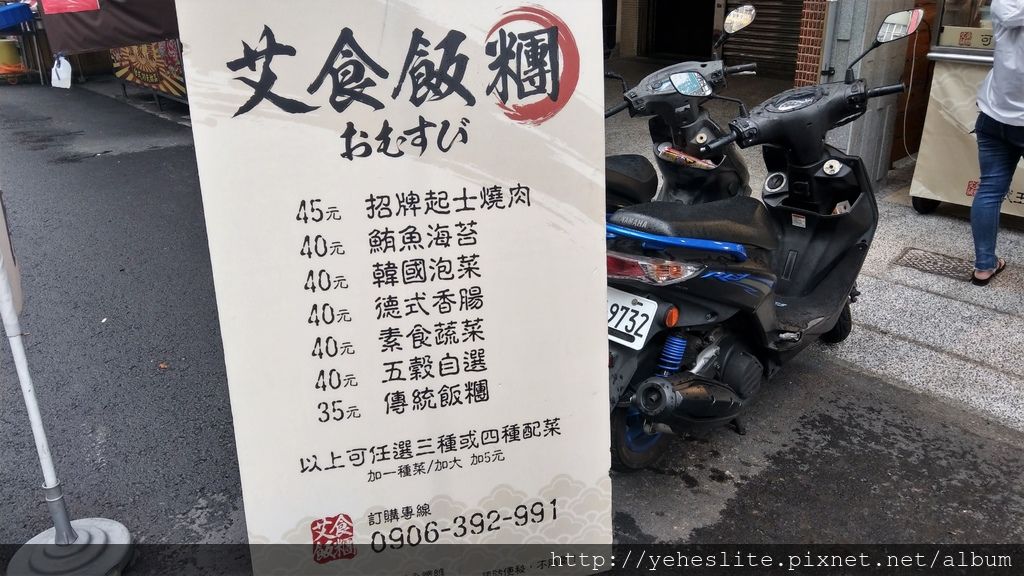 艾食飯糰
おむすび
45元 招牌起士燒肉
40元 鮪魚海苔
40元 韓國泡菜
40元 德式香腸
40元 素食蔬菜
40元 五穀自選
35元 傳統飯糰
以上可任選三種或四種配菜
加一種菜/加大 加5元
訂購專線
0906-392-991
艾食飯糰
YAMAHA
9732
可
http://yeheslite.pixnet.net/album